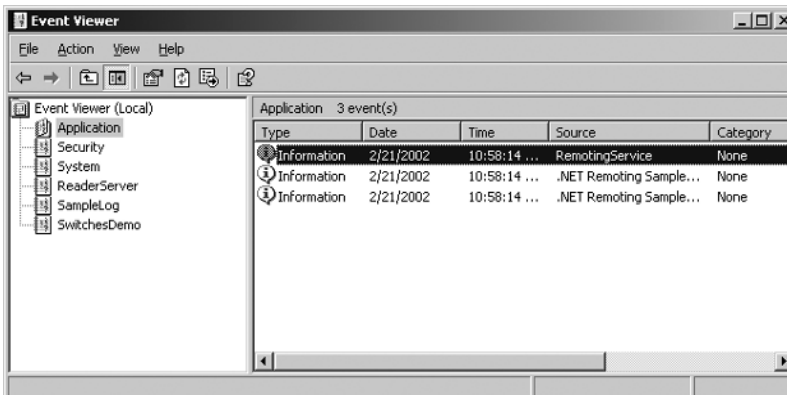 Event Viewer
File Action View Help
Event Viewer (Local)
Application
Security
System
ReaderServer
SampleLog
SwitchesDemo
Application 3 event(s)
Type Date Time Source Category
Information 2/21/2002 10:58:14 ... RemotingService None
Information 2/21/2002 10:58:14 ... .NET Remoting Sample... None
Information 2/21/2002 10:58:14 ... .NET Remoting Sample... None